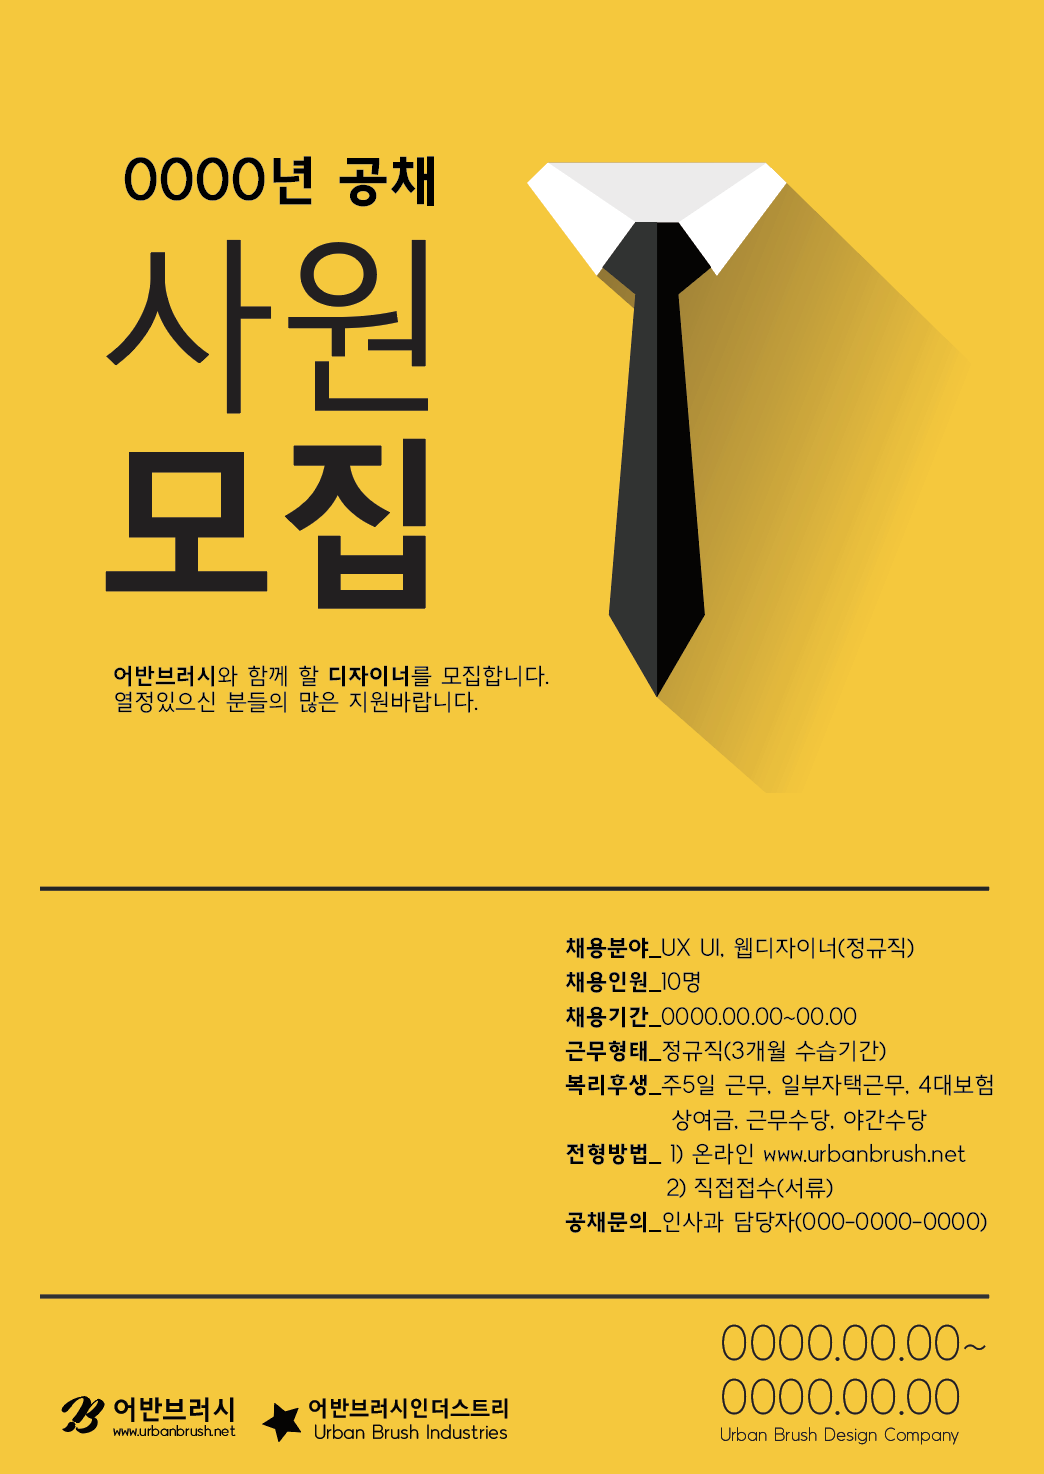 0000년 공채
사원
모집
어반브러시와 함께 할 디자이너를 모집합니다.
열정있으신 분들의 많은 지원바랍니다.
채용분야_UX UI, 웹디자이너(정규직)
채용인원_10명
채용기간_0000.00.00~00.00
근무형태_정규직(3개월 수습기간)
복리후생_주5일 근무, 일부자택근무, 4대보험
상여금, 근무수당, 야간수당
전형방법_ 1) 온라인 www.urbanbrush.net
2) 직접접수(서류)
공채문의_인사과 담당자(000-0000-0000)
0000.00.00~
0000.00.00
Urban Brush Design Company
어반브러시
www.urbanbrush.net
어반브러시인더스트리
Urban Brush Industries